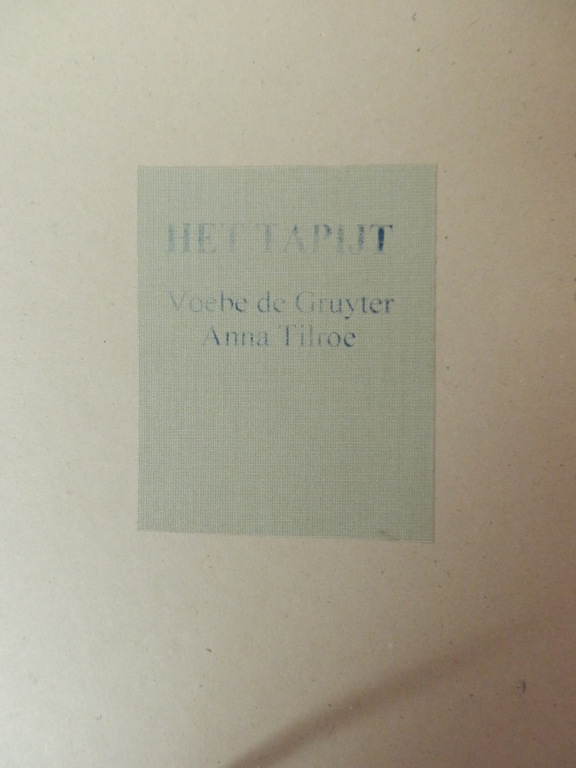 HET TAPIJT
Voebe de Gruyter
Anna Tilroe